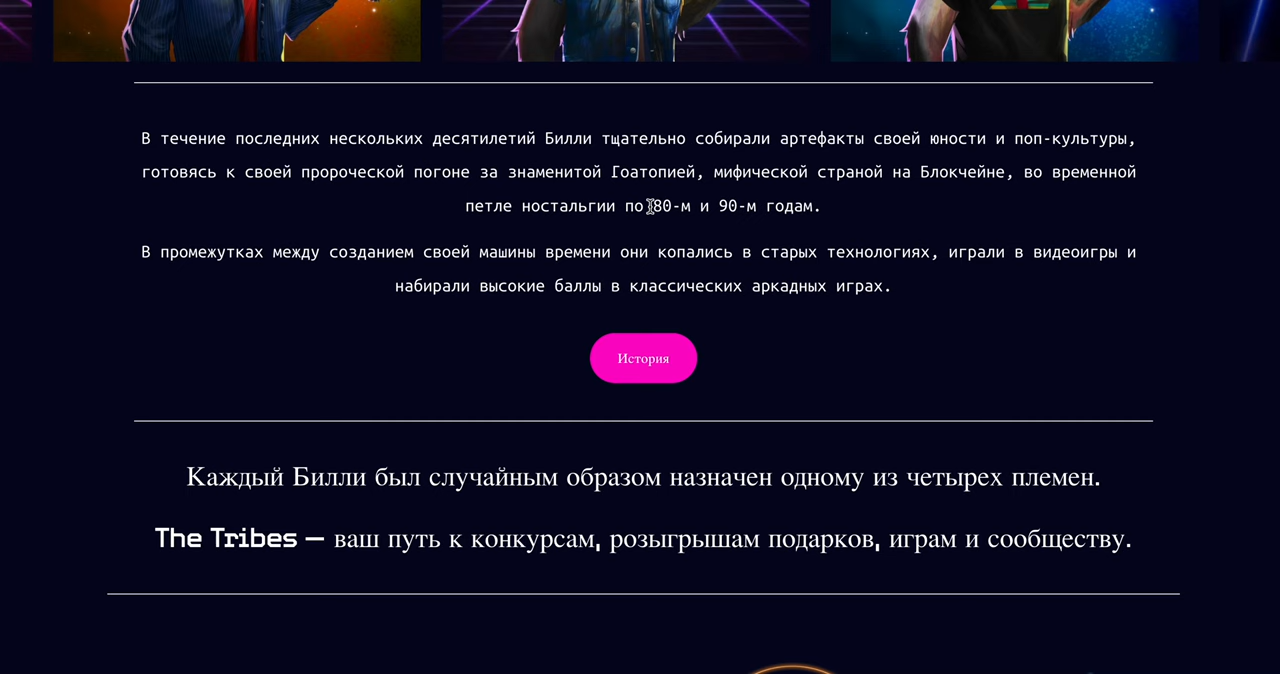 В течение последних нескольких десятилетий Билли тщательно собирали артефакты своей юности и поп-культуры,
готовясь к своей пророческой погоне за знаменитой Гоатопией, мифической страной на Блокчейне, во временной
петле ностальгии по 80-м и 90-м годам.
В промежутках между созданием своей машины времени они копались в старых технологиях, играли в видеоигры и
набирали высокие баллы в классических аркадных играх.
История
Каждый Билли был случайным образом назначен одному из четырех племен.
The Tribes — ваш путь к конкурсам, розыгрышам подарков, играм и сообществу.